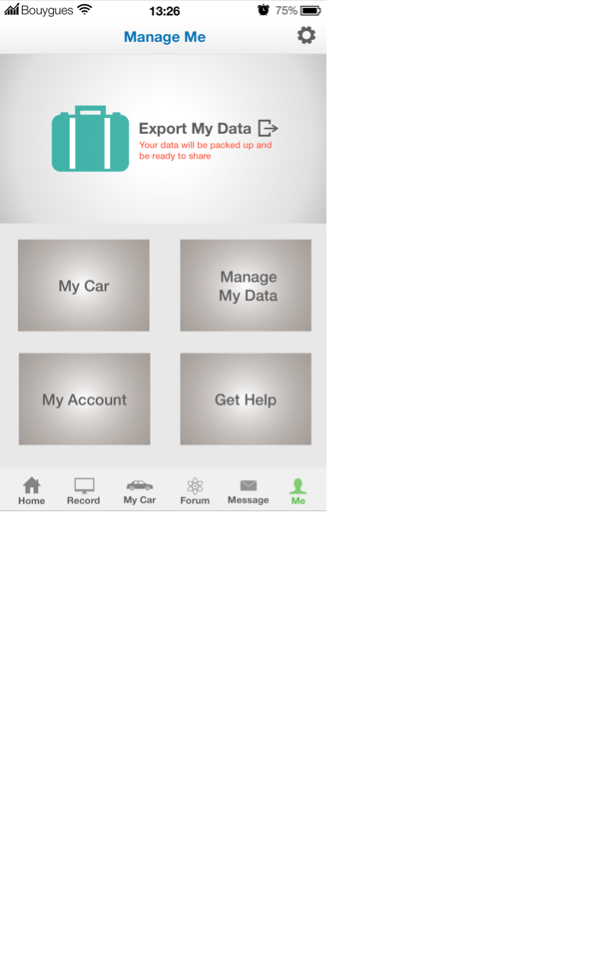 Bouygues 13:26 75%
Manage Me
Export My Data
Your data will be packed up and
be ready to share
My Car
Manage
My Data
My Account
Get Help
Home Record My Car Forum Message Me